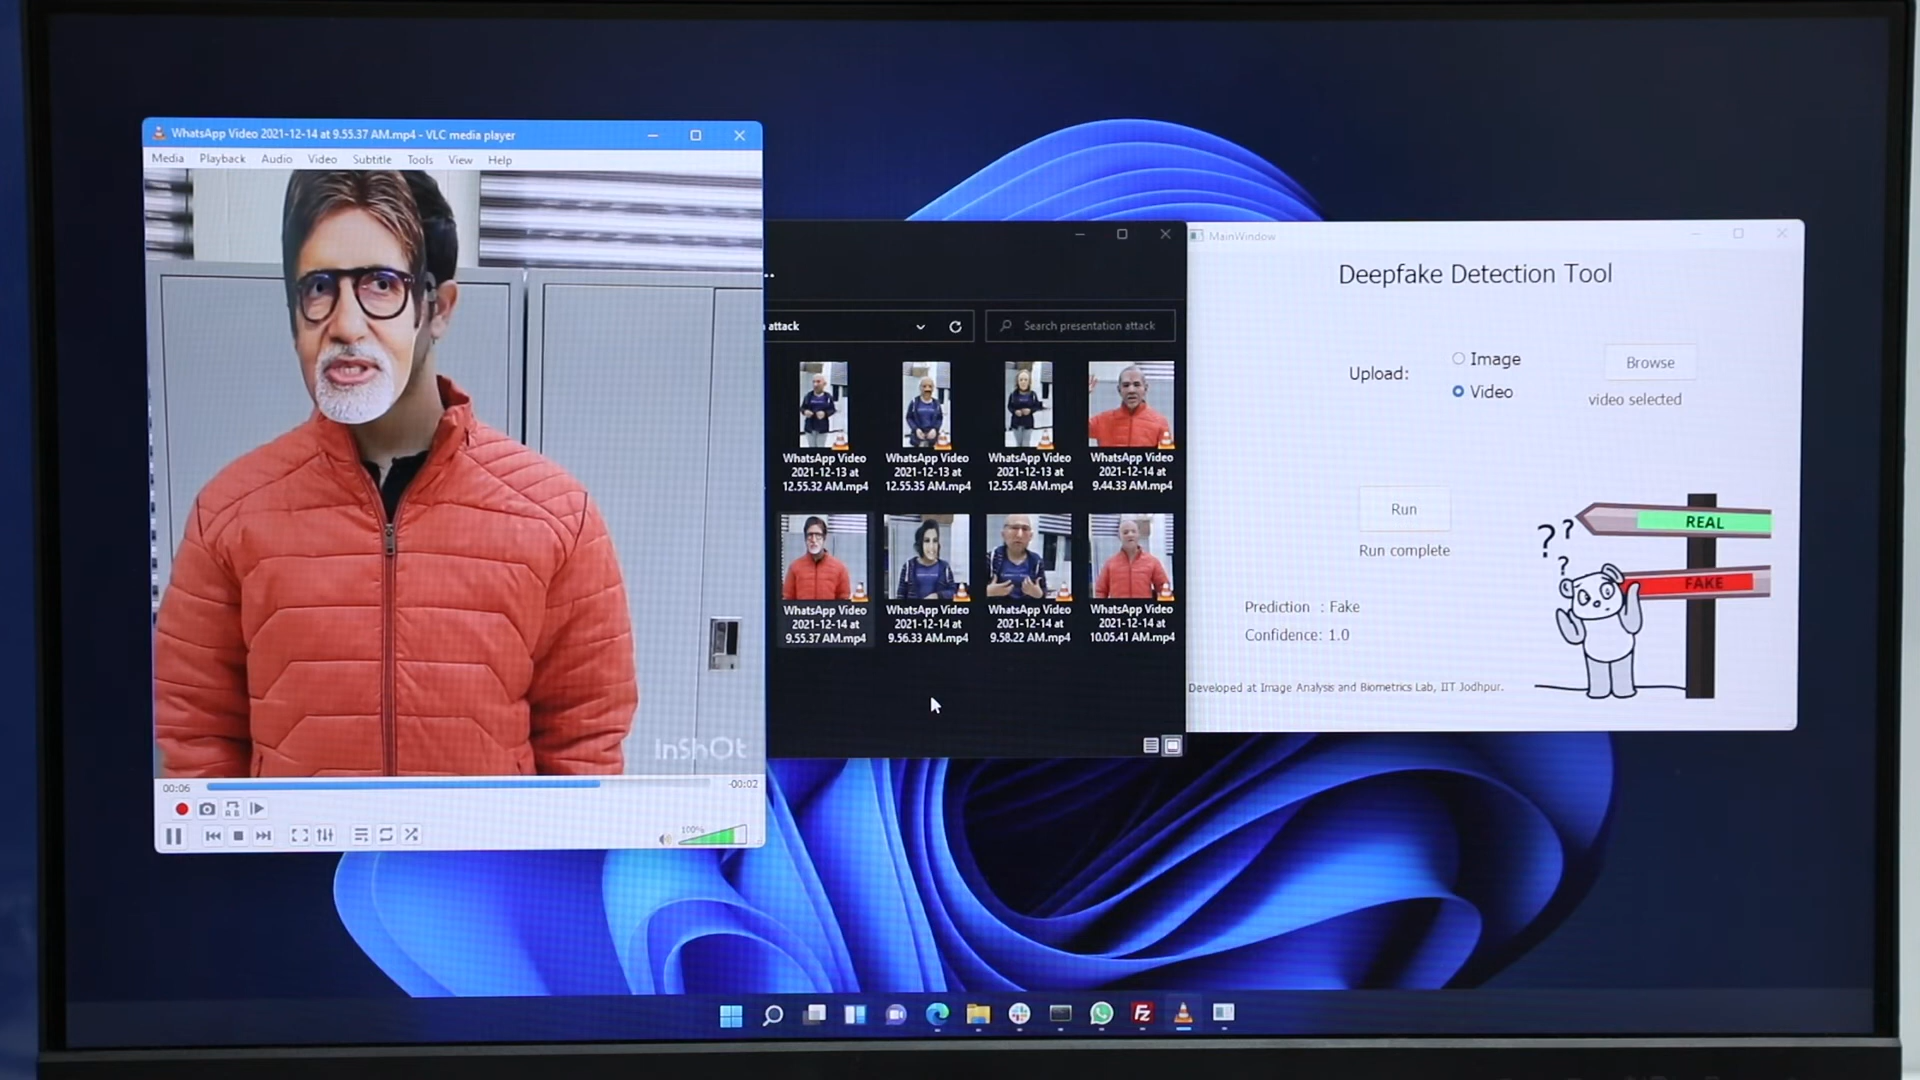 WhatsApp Video 2021-12-14 at 9.55.37 AM.mp4 - VLC media player
Media Playback Audio Video Subtitle Tools View Help
InShOt
00:06
-00:02
100%
attack
Search presentation attack
WhatsApp Video
2021-12-13 at
12.55.32 AM.mp4
WhatsApp Video
2021-12-13 at
12.55.35 AM.mp4
WhatsApp Video
2021-12-13 at
12.55.48 AM.mp4
WhatsApp Video
2021-12-14 at
9.44.33 AM.mp4
WhatsApp Video
2021-12-14 at
9.55.37 AM.mp4
WhatsApp Video
2021-12-14 at
9.56.33 AM.mp4
WhatsApp Video
2021-12-14 at
9.58.22 AM.mp4
WhatsApp Video
2021-12-14 at
10.05.41 AM.mp4
MainWindow
Deepfake Detection Tool
Upload:
Image
Video
Browse
video selected
Run
Run complete
Prediction : Fake
Confidence: 1.0
Developed at Image Analysis and Biometrics Lab, IIT Jodhpur.
? ?
?
REAL
FAKE
Fz